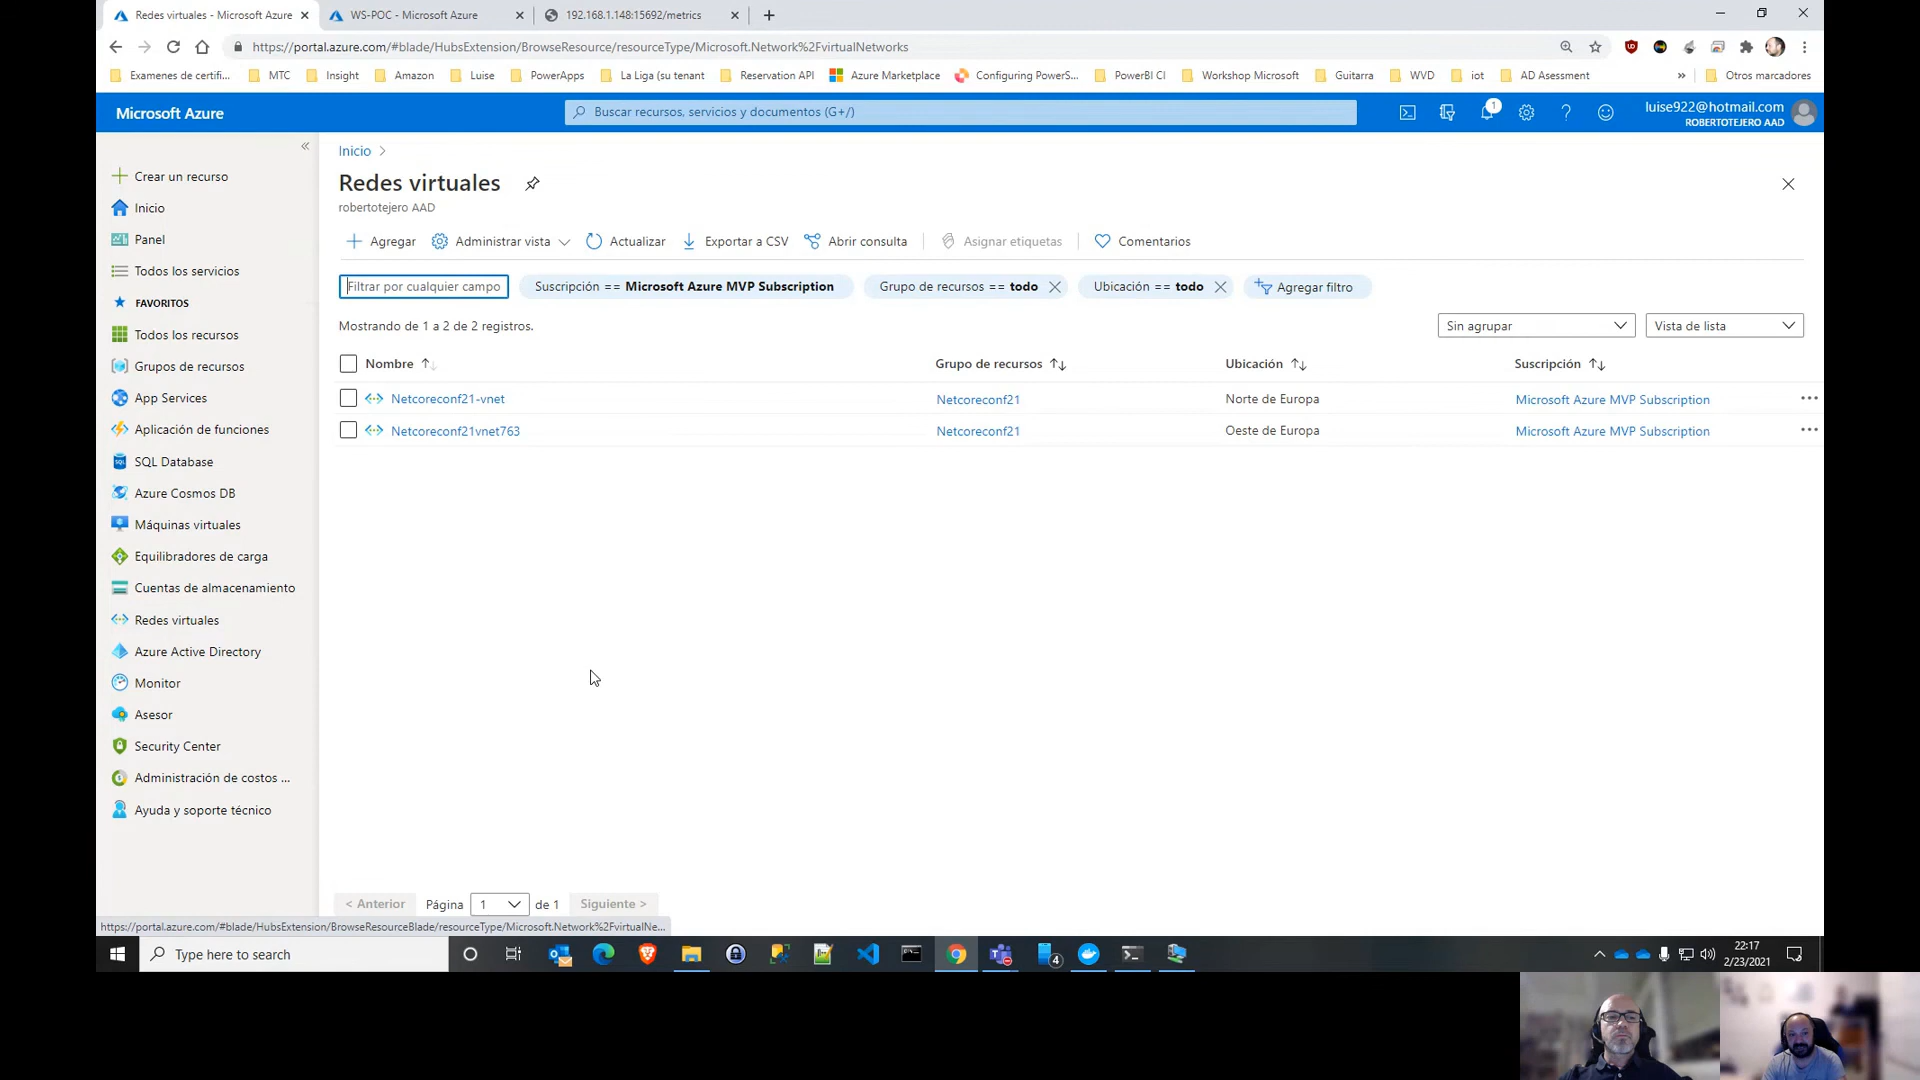 Redes virtuales - Microsoft Azure
WS-POC - Microsoft Azure
192.168.1.148:15692/metrics
https://portal.azure.com/#blade/HubsExtension/BrowseResource/resourceType/Microsoft.Network%2FvirtualNetworks
Examenes de certifi...
MTC
Insight
Amazon
Luise
PowerApps
La Liga (su tenant
Reservation API
Azure Marketplace
Configuring PowerS...
PowerBI CI
Workshop Microsoft
Guitarra
WVD
iot
AD Asessment
»
Otros marcadores
Microsoft Azure
Buscar recursos, servicios y documentos (G+/)
1
luise922@hotmail.com
ROBERTOTEJERO AAD
«
Crear un recurso
Inicio
Panel
Todos los servicios
FAVORITOS
Todos los recursos
Grupos de recursos
App Services
Aplicación de funciones
SQL Database
Azure Cosmos DB
Máquinas virtuales
Equilibradores de carga
Cuentas de almacenamiento
Redes virtuales
Azure Active Directory
Monitor
Asesor
Security Center
Administración de costos ...
Ayuda y soporte técnico
Inicio >
Redes virtuales
robertotejero AAD
Agregar
Administrar vista
Actualizar
Exportar a CSV
Abrir consulta
Asignar etiquetas
Comentarios
Filtrar por cualquier campo
Suscripción == Microsoft Azure MVP Subscription
Grupo de recursos == todo
Ubicación == todo
Agregar filtro
Mostrando de 1 a 2 de 2 registros.
Sin agrupar
Vista de lista
Nombre
Grupo de recursos
Ubicación
Suscripción
Netcoreconf21-vnet
Netcoreconf21
Norte de Europa
Microsoft Azure MVP Subscription
Netcoreconf21vnet763
Netcoreconf21
Oeste de Europa
Microsoft Azure MVP Subscription
< Anterior
Página
1
de 1
Siguiente >
https://portal.azure.com/#blade/HubsExtension/BrowseResourceBlade/resourceType/Microsoft.Network%2FvirtualNe...
Type here to search
4
22:17
2/23/2021